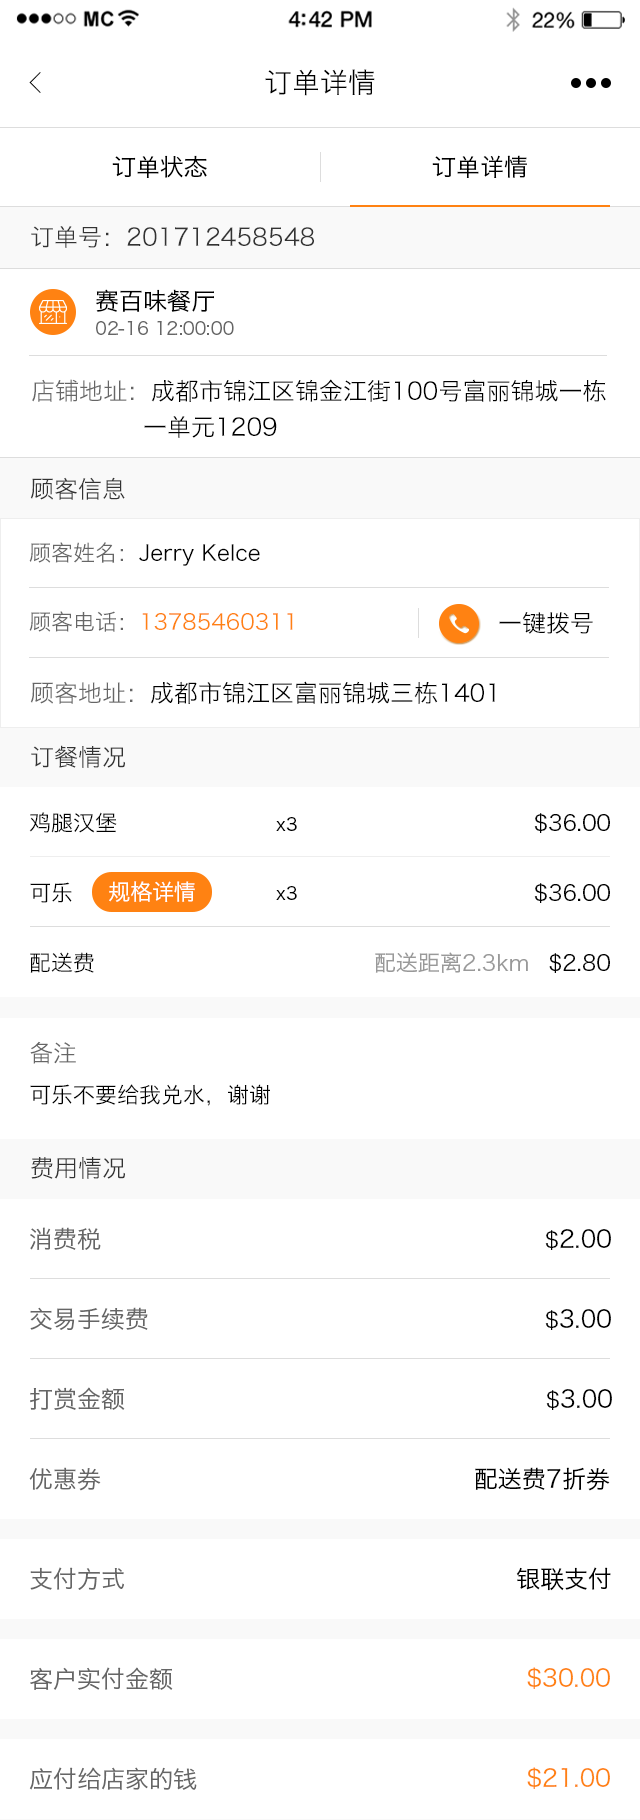 MC 4:42 PM 22%
订单详情
订单状态 订单详情
订单号：201712458548
赛百味餐厅
02-16 12:00:00
店铺地址：成都市锦江区锦金江街100号富丽锦城一栋
一单元1209
顾客信息
顾客姓名：Jerry Kelce
顾客电话：13785460311 一键拨号
顾客地址：成都市锦江区富丽锦城三栋1401
订餐情况
鸡腿汉堡 x3 $36.00
可乐 规格详情 x3 $36.00
配送费 配送距离2.3km $2.80
备注
可乐不要给我兑水，谢谢
费用情况
消费税 $2.00
交易手续费 $3.00
打赏金额 $3.00
优惠券 配送费7折券
支付方式 银联支付
客户实付金额 $30.00
应付给店家的钱 $21.00